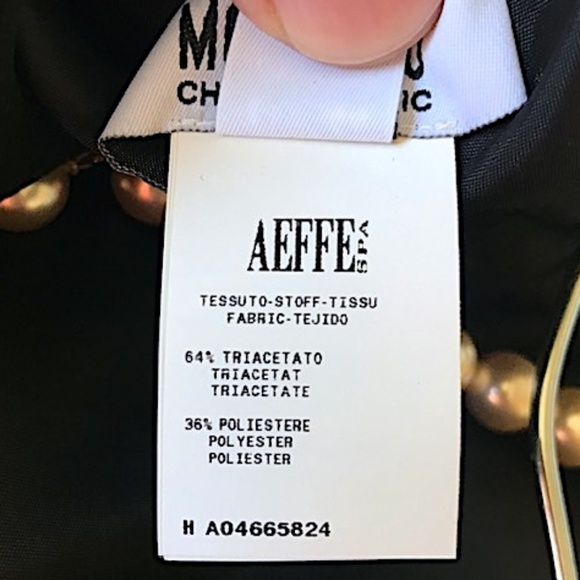 AEFFE SPA
TESSUTO-STOFF-TISSU
FABRIC-TEJIDO
64% TRIACETATO
TRIACETAT
TRIACETATE
36% POLIESTERE
POLYESTER
POLIESTER
H A04665824